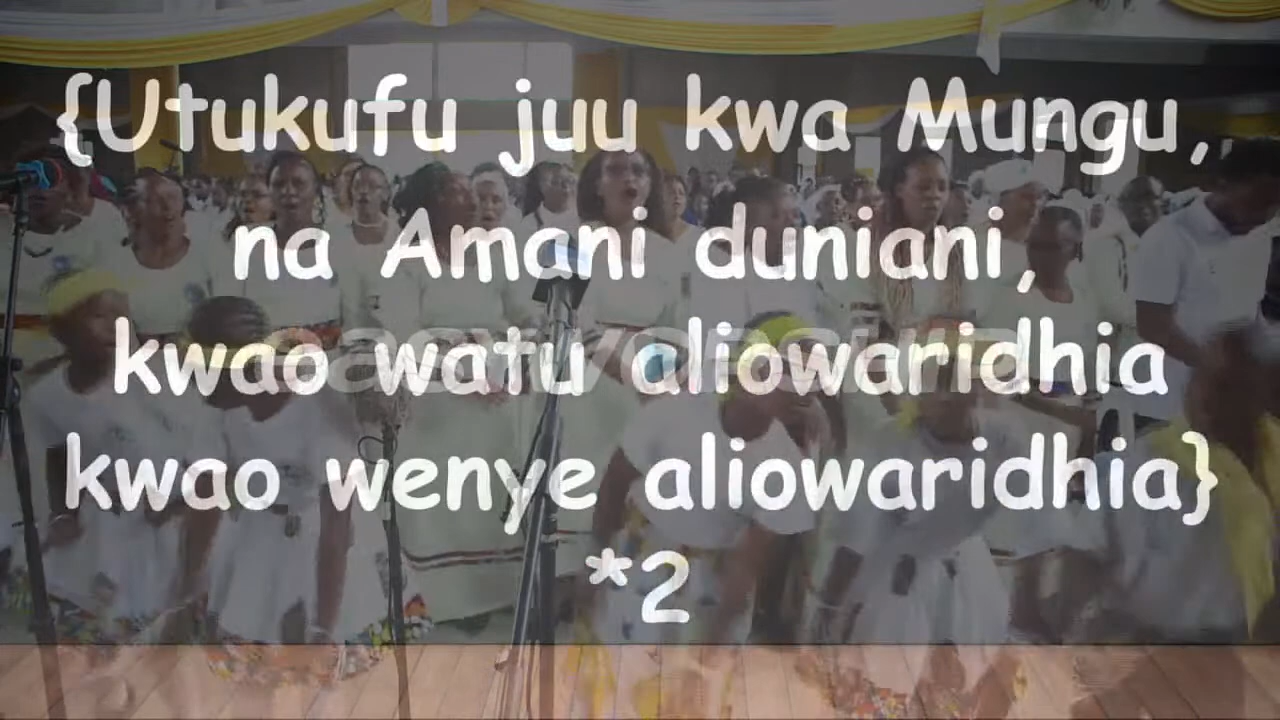 {Utukufu juu kwa Mungu,
na Amani duniani,
kwao watu aliowaridhia
kwao wenye aliowaridhia}
*2